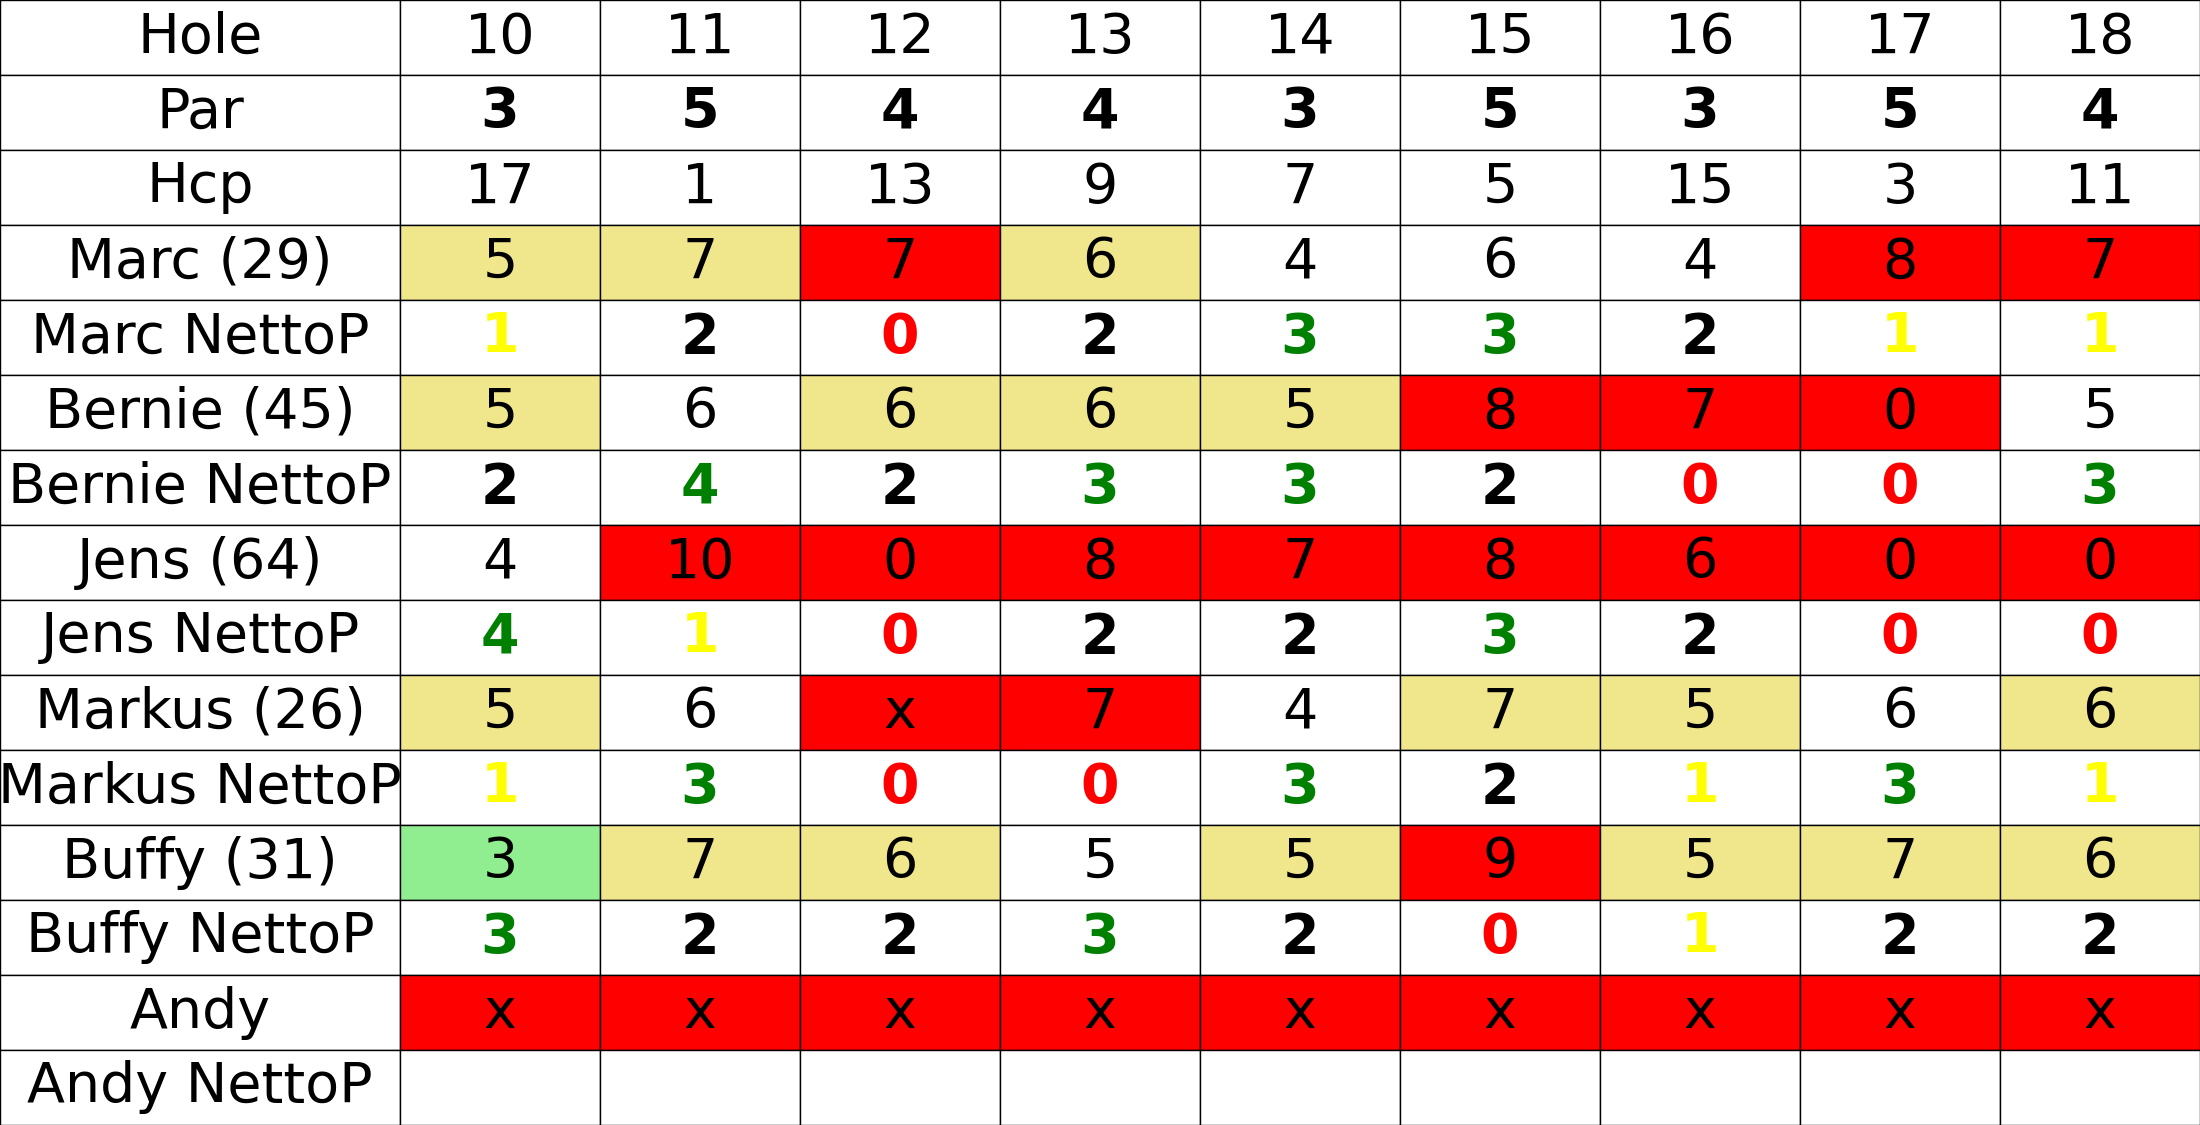 Hole 10 11 12 13 14 15 16 17 18
Par 3 5 4 4 3 5 3 5 4
Hcp 17 1 13 9 7 5 15 3 11
Marc (29) 5 7 7 6 4 6 4 8 7
Marc NettoP 1 2 0 2 3 3 2 1 1
Bernie (45) 5 6 6 6 5 8 7 0 5
Bernie NettoP 2 4 2 3 3 2 0 0 3
Jens (64) 4 10 0 8 7 8 6 0 0
Jens NettoP 4 1 0 2 2 3 2 0 0
Markus (26) 5 6 x 7 4 7 5 6 6
Markus NettoP 1 3 0 0 3 2 1 3 1
Buffy (31) 3 7 6 5 5 9 5 7 6
Buffy NettoP 3 2 2 3 2 0 1 2 2
Andy x x x x x x x x x
Andy NettoP